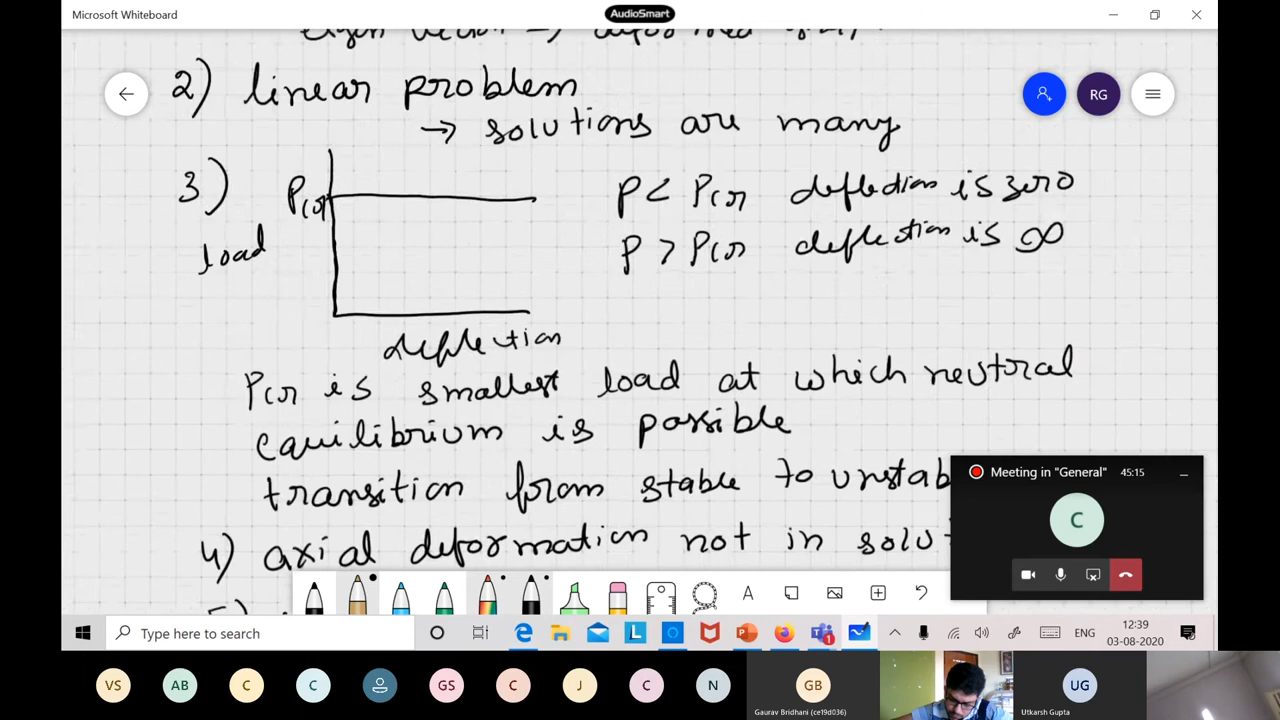 Microsoft Whiteboard
AudioSmart
eigen vector →
2) linear problem
→ solutions are many
RG
3) Pcr
load
deflection
P < Pcr deflection is zero
P > Pcr deflection is ∞
Pcr is smallest load at which neutral
equilibrium is possible
transition from stable to unstab
4) axial deformation not in solu
5)
Meeting in "General" 45:15
C
Type here to search
ENG
12:39
03-08-2020
VS
AB
C
C
GS
C
J
C
N
GB
Gaurav Bridhani (ce19d036)
UG
Utkarsh Gupta